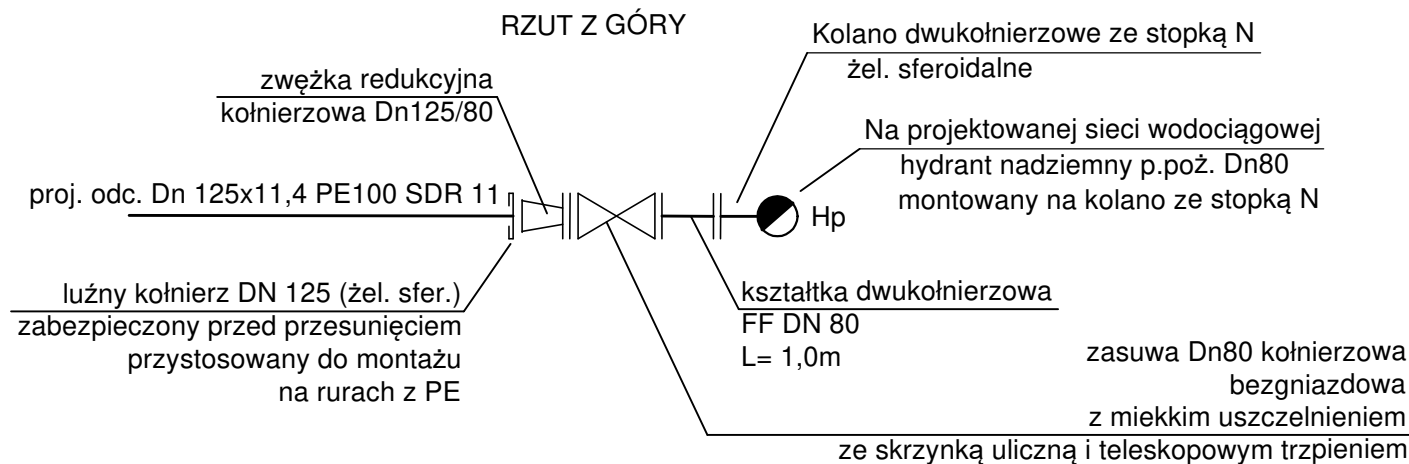 RZUT Z GÓRY
Kolano dwukołnierzowe ze stopką N
żel. sferoidalne
zwężka redukcyjna
kołnierzowa Dn125/80
Na projektowanej sieci wodociągowej
hydrant nadziemny p.poż. Dn80
montowany na kolano ze stopką N
proj. odc. Dn 125x11,4 PE100 SDR 11
Hp
luźny kołnierz DN 125 (żel. sfer.)
zabezpieczony przed przesunięciem
przystosowany do montażu
na rurach z PE
kształtka dwukołnierzowa
FF DN 80
L= 1,0m
zasuwa Dn80 kołnierzowa
bezgniazdowa
z miekkim uszczelnieniem
ze skrzynką uliczną i teleskopowym trzpieniem